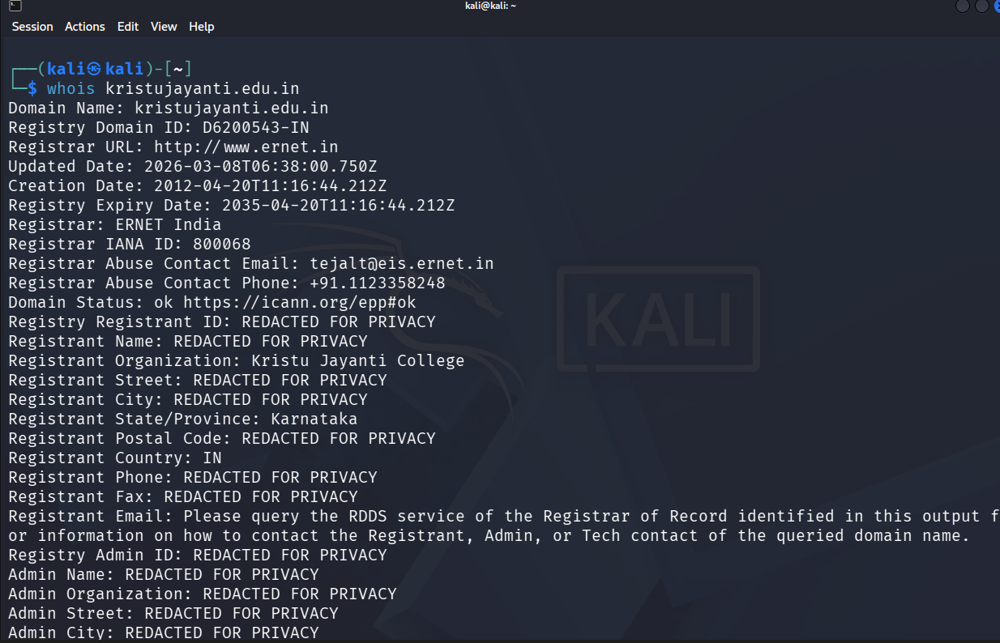 kali@kali: ~
Session Actions Edit View Help
┌──(kali㉿kali)-[~]
└─$ whois kristujayanti.edu.in
Domain Name: kristujayanti.edu.in
Registry Domain ID: D6200543-IN
Registrar URL: http://www.ernet.in
Updated Date: 2026-03-08T06:38:00.750Z
Creation Date: 2012-04-20T11:16:44.212Z
Registry Expiry Date: 2035-04-20T11:16:44.212Z
Registrar: ERNET India
Registrar IANA ID: 800068
Registrar Abuse Contact Email: tejalt@eis.ernet.in
Registrar Abuse Contact Phone: +91.1123358248
Domain Status: ok https://icann.org/epp#ok
Registry Registrant ID: REDACTED FOR PRIVACY
Registrant Name: REDACTED FOR PRIVACY
Registrant Organization: Kristu Jayanti College
Registrant Street: REDACTED FOR PRIVACY
Registrant City: REDACTED FOR PRIVACY
Registrant State/Province: Karnataka
Registrant Postal Code: REDACTED FOR PRIVACY
Registrant Country: IN
Registrant Phone: REDACTED FOR PRIVACY
Registrant Fax: REDACTED FOR PRIVACY
Registrant Email: Please query the RDDS service of the Registrar of Record identified in this output f
or information on how to contact the Registrant, Admin, or Tech contact of the queried domain name.
Registry Admin ID: REDACTED FOR PRIVACY
Admin Name: REDACTED FOR PRIVACY
Admin Organization: REDACTED FOR PRIVACY
Admin Street: REDACTED FOR PRIVACY
Admin City: REDACTED FOR PRIVACY
KALI